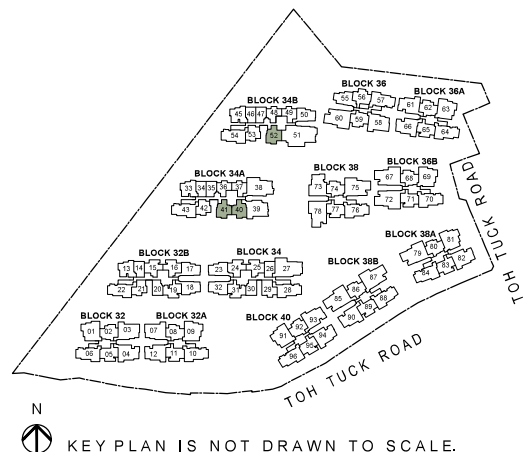 BLOCK 36
BLOCK 36A
55 56 57
61 62 63
60 59 58
66 65 64
BLOCK 34B
45 46 47 48 49 50
54 53 52 51
BLOCK 34A
33 34 35 36 37 38
43 42 41 40 39
BLOCK 38
73 74 75
78 77 76
BLOCK 36B
67 68 69
72 71 70
TOH TUCK ROAD
BLOCK 38A
79 80 81
84 83 82
BLOCK 32B
13 14 15 16 17
22 21 20 19 18
BLOCK 34
23 24 25 26 27
32 31 30 29 28
BLOCK 38B
85 86 87
90 89 88
BLOCK 32
01 02 03
06 05 04
BLOCK 32A
07 08 09
12 11 10
BLOCK 40
91 92 93
96 95 94
TOH TUCK ROAD
N
KEY PLAN IS NOT DRAWN TO SCALE.